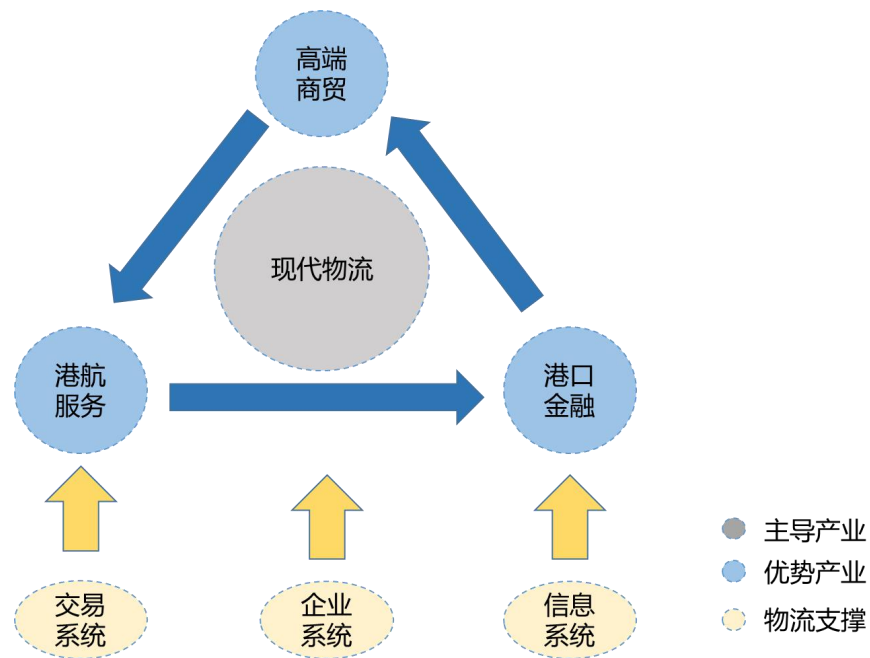 高端
商贸
现代物流
港航
服务
港口
金融
交易
系统
企业
系统
信息
系统
主导产业
优势产业
物流支撑